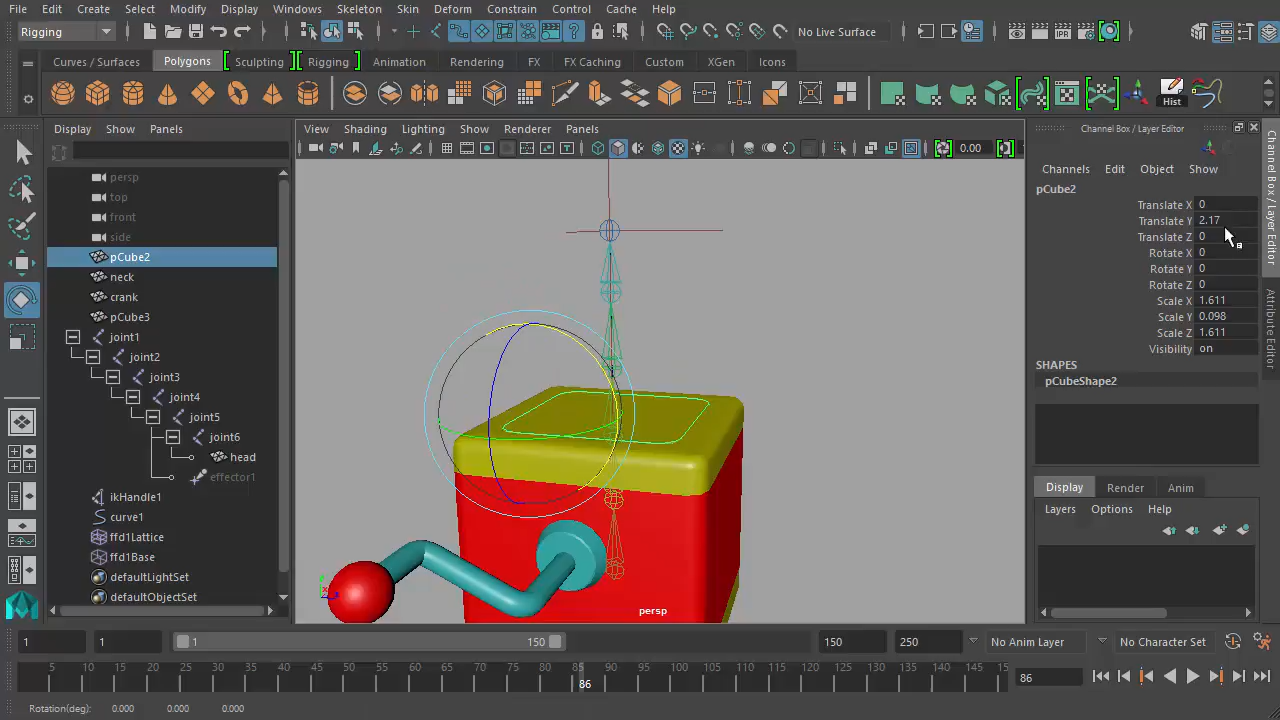 File Edit Create Select Modify Display Windows Skeleton Skin Deform Constrain Control Cache Help
Rigging No Live Surface
Curves / Surfaces Polygons Sculpting Rigging Animation Rendering FX FX Caching Custom XGen Icons
Hist
Display Show Panels
View Shading Lighting Show Renderer Panels
0.00
Channel Box / Layer Editor
Channels Edit Object Show
pCube2
Translate X 0
Translate Y 2.17
Translate Z 0
Rotate X 0
Rotate Y 0
Rotate Z 0
Scale X 1.611
Scale Y 0.098
Scale Z 1.611
Visibility on
SHAPES
pCubeShape2
Display Render Anim
Layers Options Help
Channel Box / Layer Editor
Attribute Editor
persp
top
front
side
pCube2
neck
crank
pCube3
joint1
joint2
joint3
joint4
joint5
joint6
head
effector1
ikHandle1
curve1
ffd1Lattice
ffd1Base
defaultLightSet
defaultObjectSet
persp
1 1 1 150 150 250 No Anim Layer No Character Set
5 10 15 20 25 30 35 40 45 50 55 60 65 70 75 80 85 90 95 100 105 110 115 120 125 130 135 140 145 15
86 86
Rotation(deg): 0.000 0.000 0.000